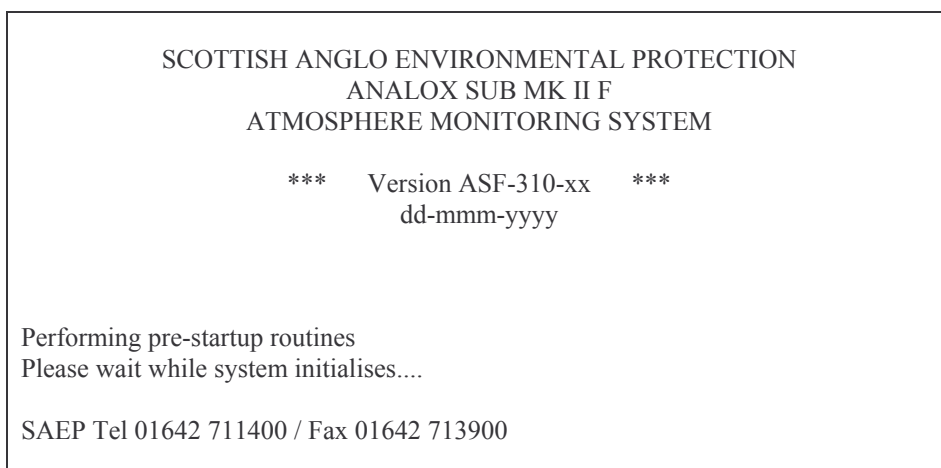 SCOTTISH ANGLO ENVIRONMENTAL PROTECTION
ANALOX SUB MK II F
ATMOSPHERE MONITORING SYSTEM
*** Version ASF-310-xx ***
dd-mmm-yyyy
Performing pre-startup routines
Please wait while system initialises....
SAEP Tel 01642 711400 / Fax 01642 713900